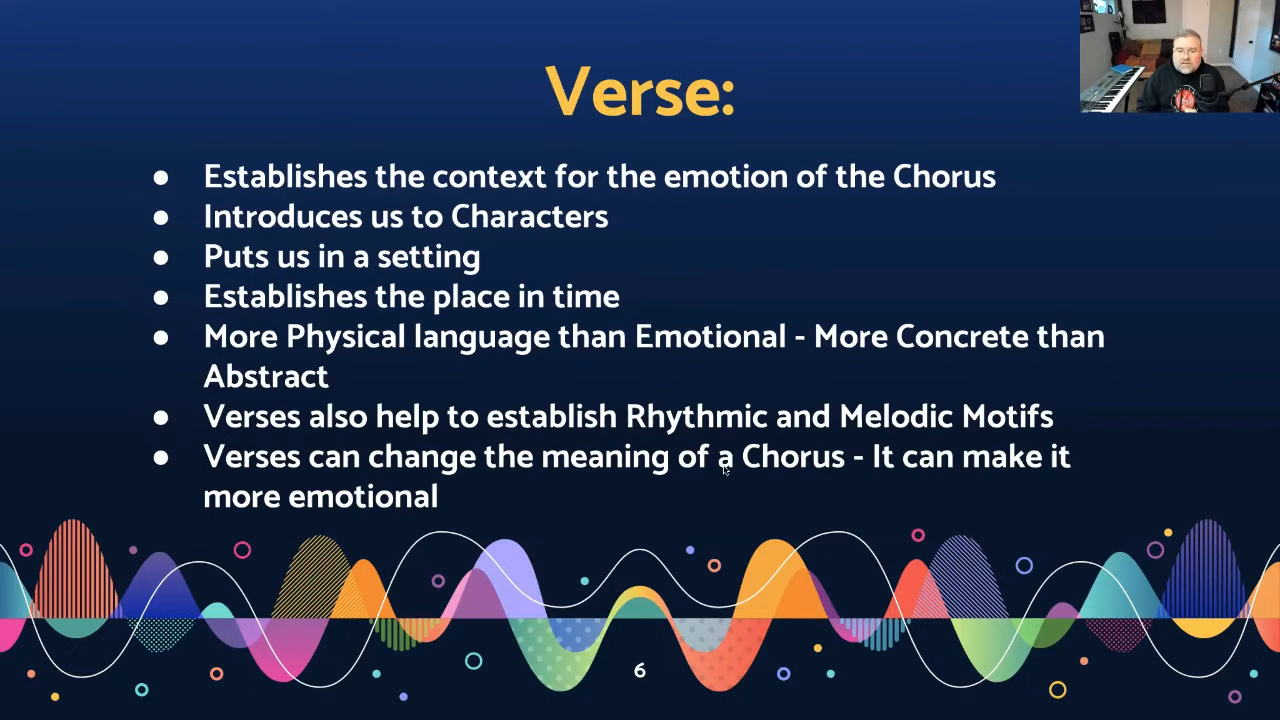 Verse:
● Establishes the context for the emotion of the Chorus
● Introduces us to Characters
● Puts us in a setting
● Establishes the place in time
● More Physical language than Emotional - More Concrete than
Abstract
● Verses also help to establish Rhythmic and Melodic Motifs
● Verses can change the meaning of a Chorus - It can make it
more emotional
6